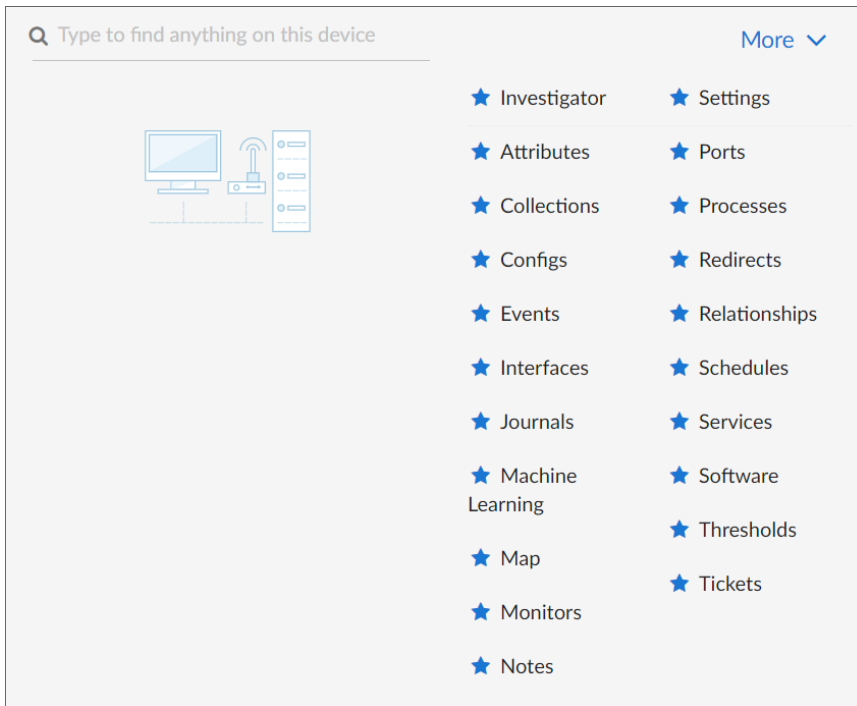 Type to find anything on this device
More
Investigator
Settings
Attributes
Ports
Collections
Processes
Configs
Redirects
Events
Relationships
Interfaces
Schedules
Journals
Services
Machine
Learning
Software
Thresholds
Map
Tickets
Monitors
Notes